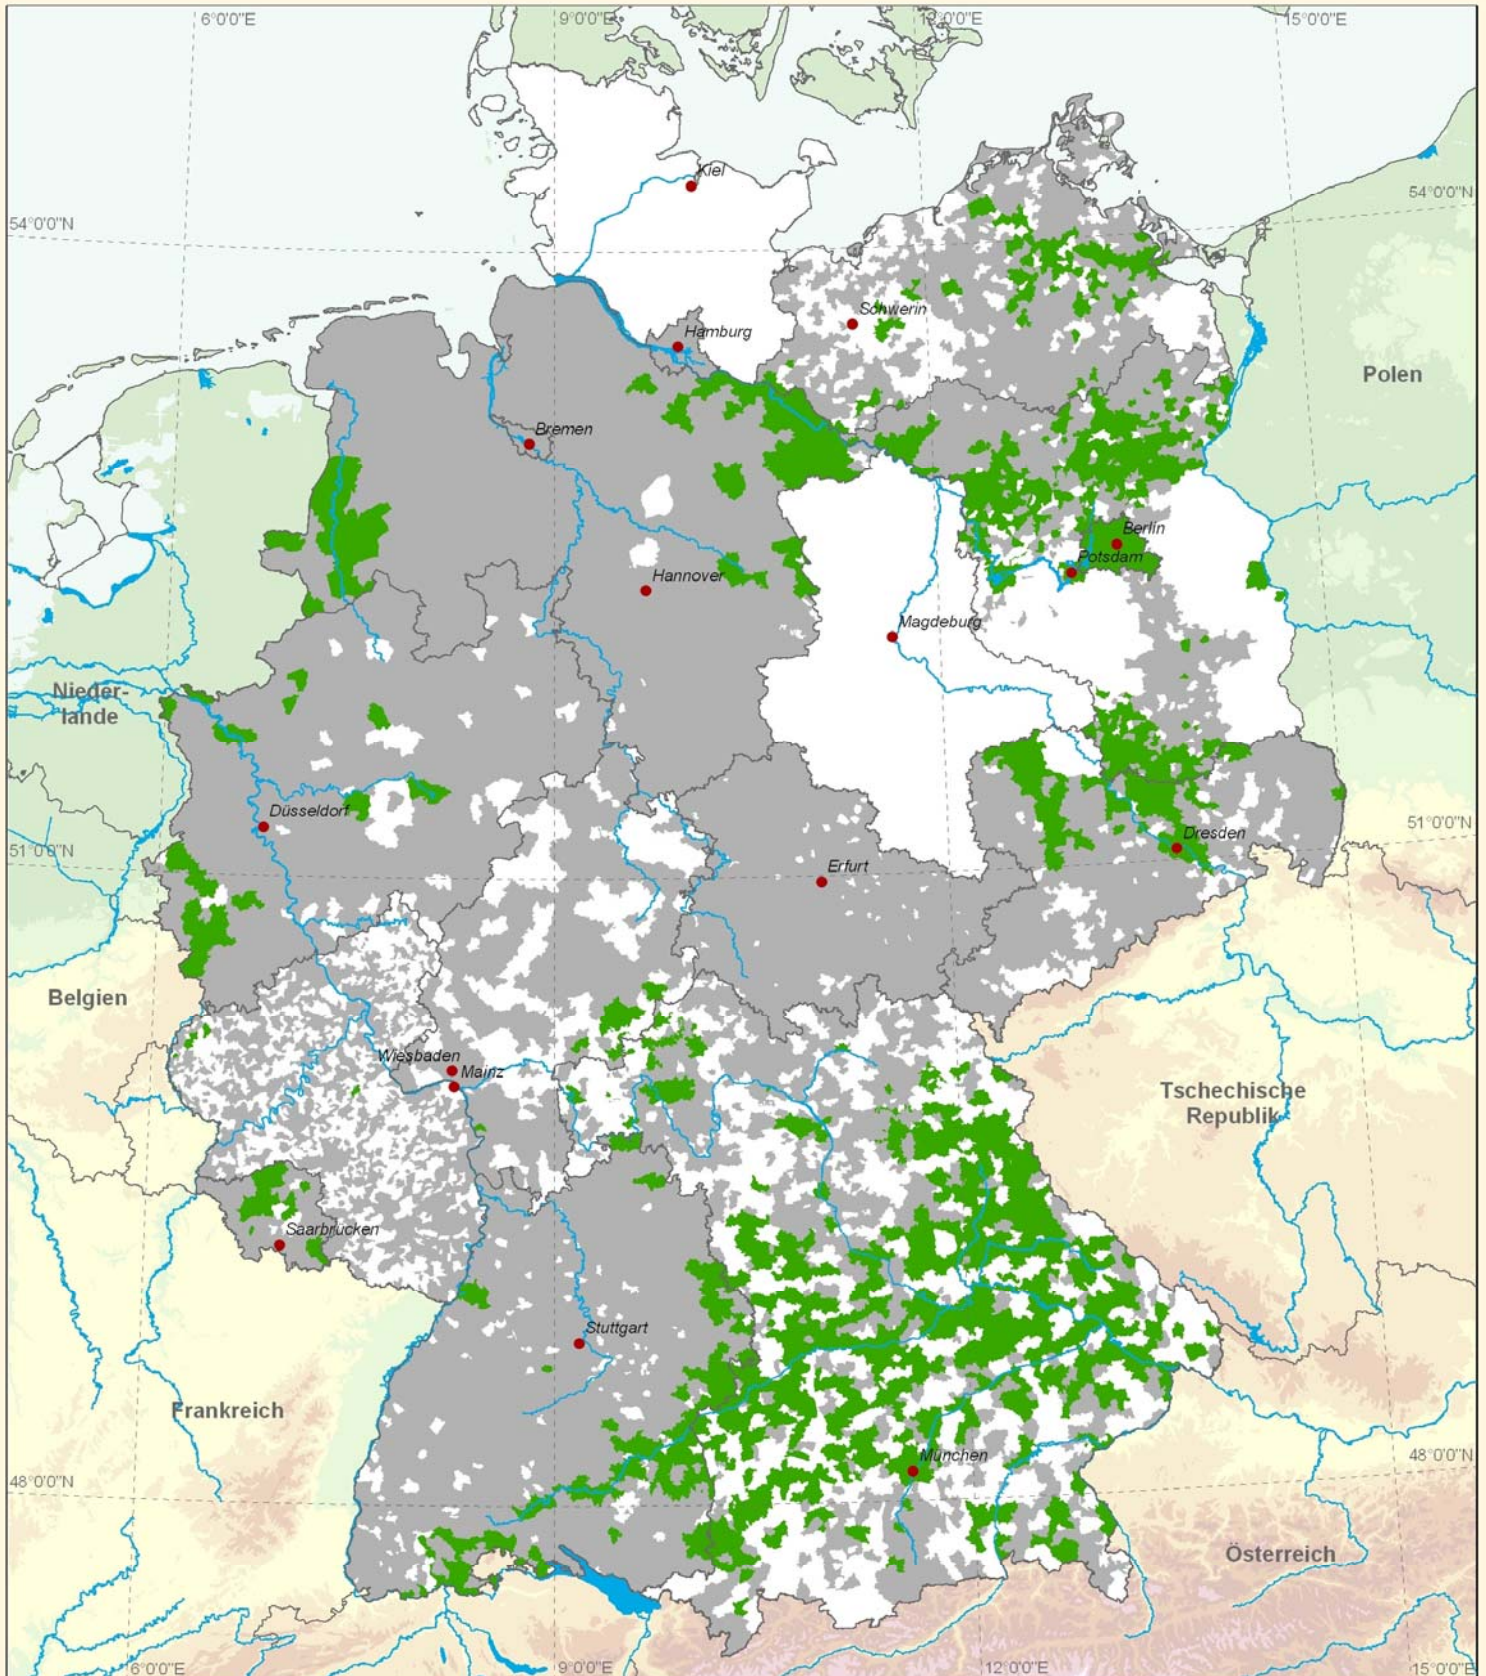 6°0'0"E
9°0'0"E
12°0'0"E
15°0'0"E
Kiel
54°0'0"N
54°0'0"N
Schwerin
Hamburg
Polen
Bremen
Berlin
Potsdam
Hannover
Magdeburg
Nieder-
lande
Düsseldorf
51°0'0"N
Dresden
51°0'0"N
Erfurt
Belgien
Wiesbaden
Mainz
Tschechische
Republik
Saarbrücken
Stuttgart
Frankreich
München
48°0'0"N
48°0'0"N
Österreich
6°0'0"E
9°0'0"E
12°0'0"E
15°0'0"E